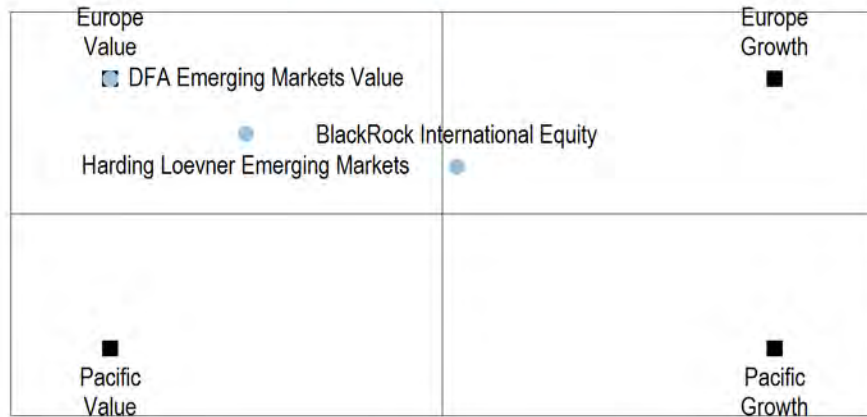 Europe
Value
Europe
Growth
DFA Emerging Markets Value
BlackRock International Equity
Harding Loevner Emerging Markets
Pacific
Value
Pacific
Growth